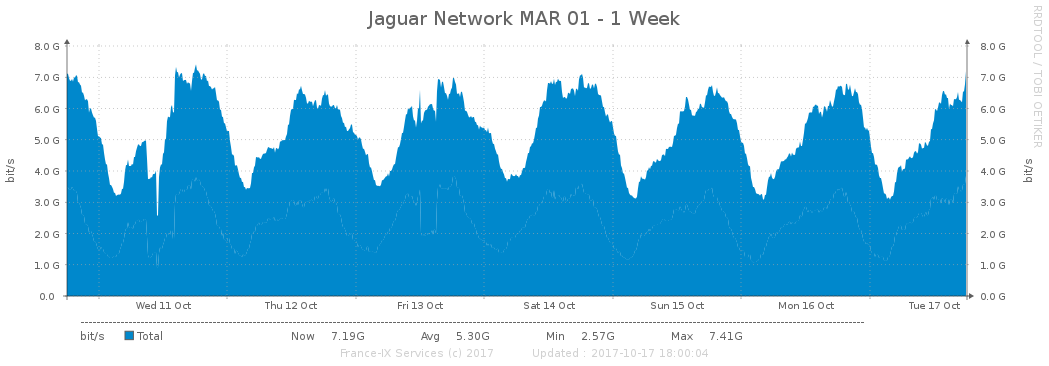 Jaguar Network MAR 01 - 1 Week
RRDTOOL / TOBI OETIKER
bit/s
bit/s
8.0 G 8.0 G
7.0 G 7.0 G
6.0 G 6.0 G
5.0 G 5.0 G
4.0 G 4.0 G
3.0 G 3.0 G
2.0 G 2.0 G
1.0 G 1.0 G
0.0 0.0 G
Wed 11 Oct Thu 12 Oct Fri 13 Oct Sat 14 Oct Sun 15 Oct Mon 16 Oct Tue 17 Oct
bit/s Total Now 7.19G Avg 5.30G Min 2.57G Max 7.41G
France-IX Services (c) 2017 Updated : 2017-10-17 18:00:04